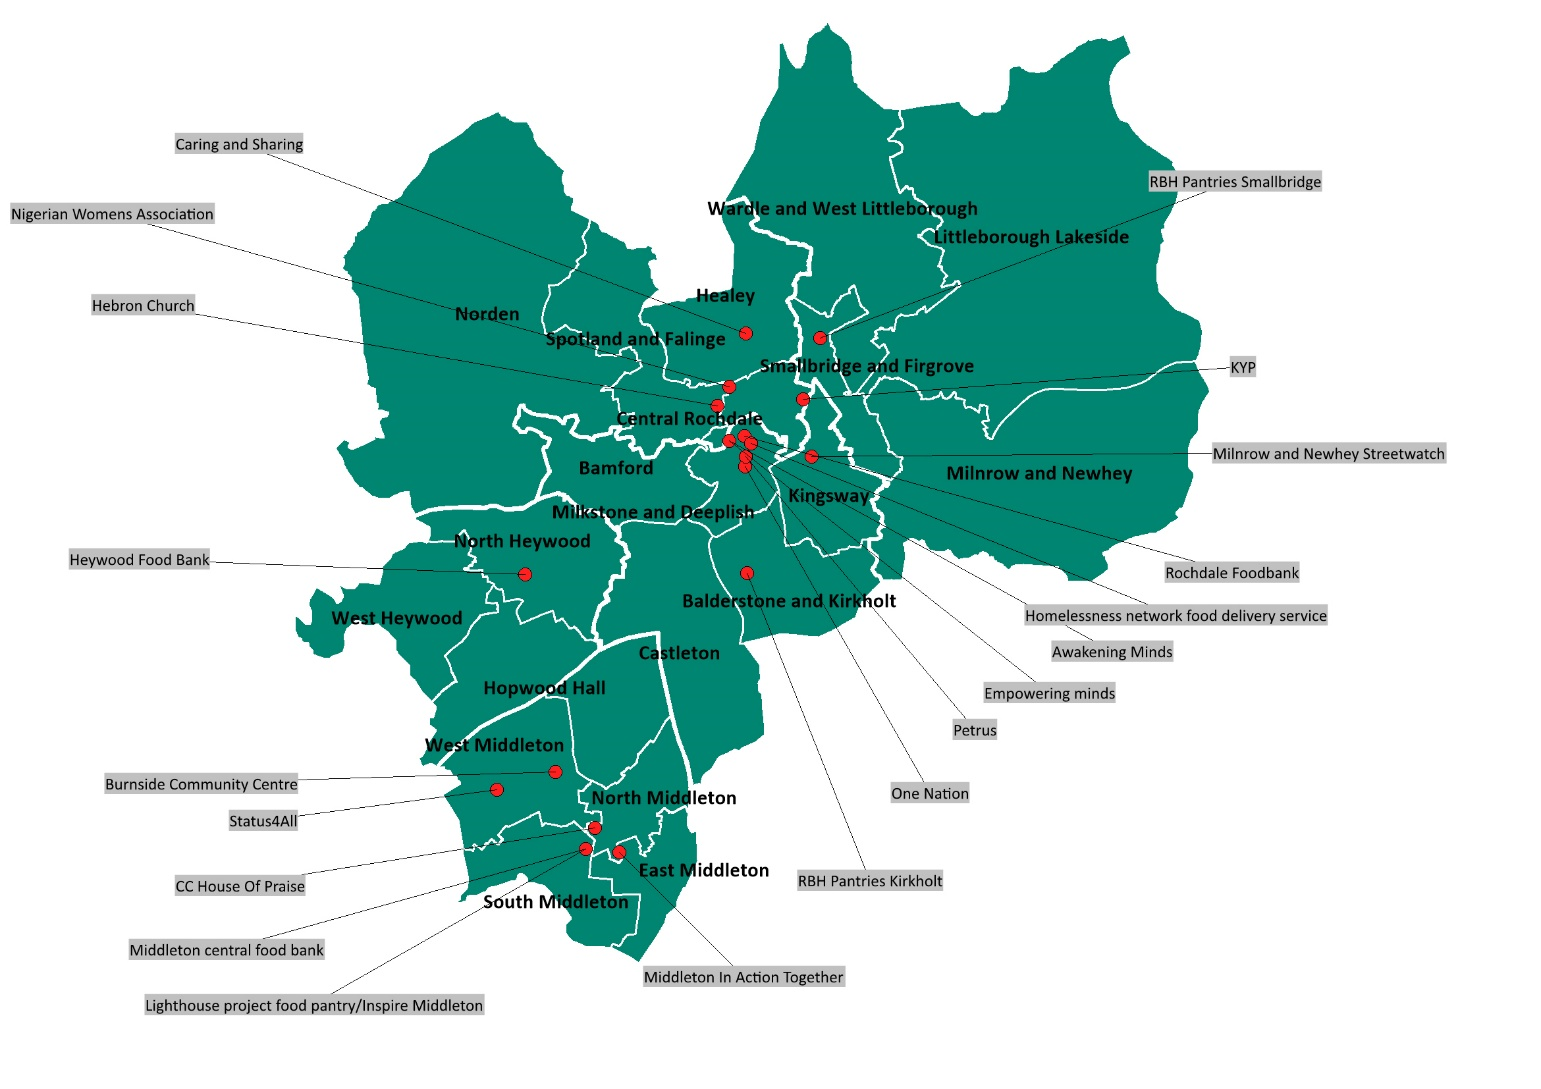 Caring and Sharing
RBH Pantries Smallbridge
Wardle and West Littleborough
Nigerian Womens Association
Littleborough Lakeside
Healey
Hebron Church
Norden
Spotland and Falinge
Smallbridge and Firgrove
KYP
Central Rochdale
Milnrow and Newhey Streetwatch
Bamford
Milnrow and Newhey
Kingsway
Milkstone and Deeplish
North Heywood
Heywood Food Bank
Rochdale Foodbank
Balderstone and Kirkholt
West Heywood
Homelessness network food delivery service
Castleton
Awakening Minds
Hopwood Hall
Empowering minds
Petrus
West Middleton
Burnside Community Centre
One Nation
North Middleton
Status4All
East Middleton
RBH Pantries Kirkholt
CC House Of Praise
South Middleton
Middleton central food bank
Middleton In Action Together
Lighthouse project food pantry/Inspire Middleton